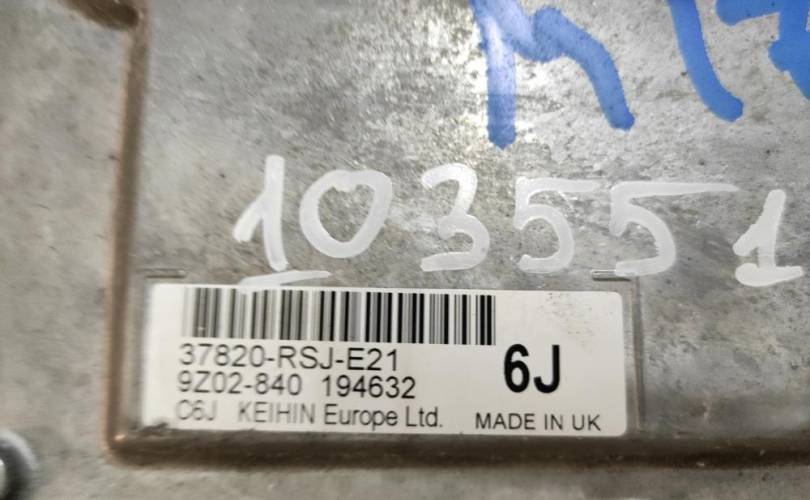 103551
37820-RSJ-E21
6J
9Z02-840 194632
C6J KEIHIN Europe Ltd. MADE IN UK